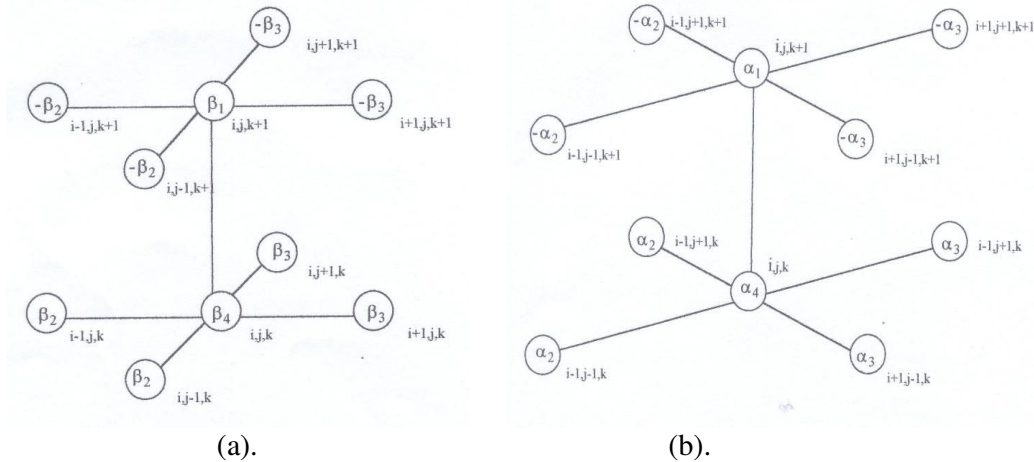 -β3
i,j+1,k+1
-β2
β1
-β3
i-1,j,k+1
i,j,k+1
i+1,j,k+1
-β2
i,j-1,k+1
β3
i,j+1,k
β2
β4
β3
i-1,j,k
i,j,k
i+1,j,k
β2
i,j-1,k
(a).
-α2
i-1,j+1,k+1
-α3
i+1,j+1,k+1
i,j,k+1
α1
-α2
i-1,j-1,k+1
-α3
i+1,j-1,k+1
α2
i-1,j+1,k
α3
i-1,j+1,k
i,j,k
α4
α2
i-1,j-1,k
α3
i+1,j-1,k
(b).